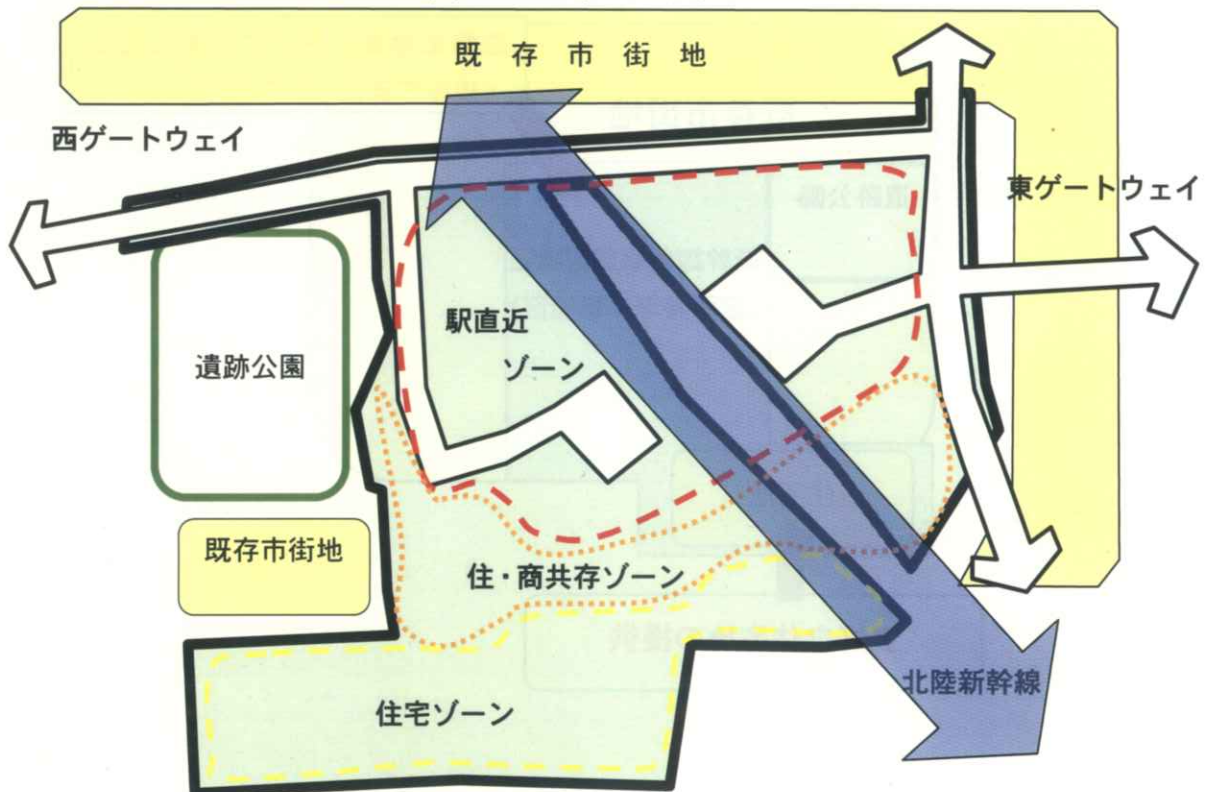 既存市街地
西ゲートウェイ
東ゲートウェイ
駅直近
ゾーン
遺跡公園
既存市街地
住・商共存ゾーン
北陸新幹線
住宅ゾーン